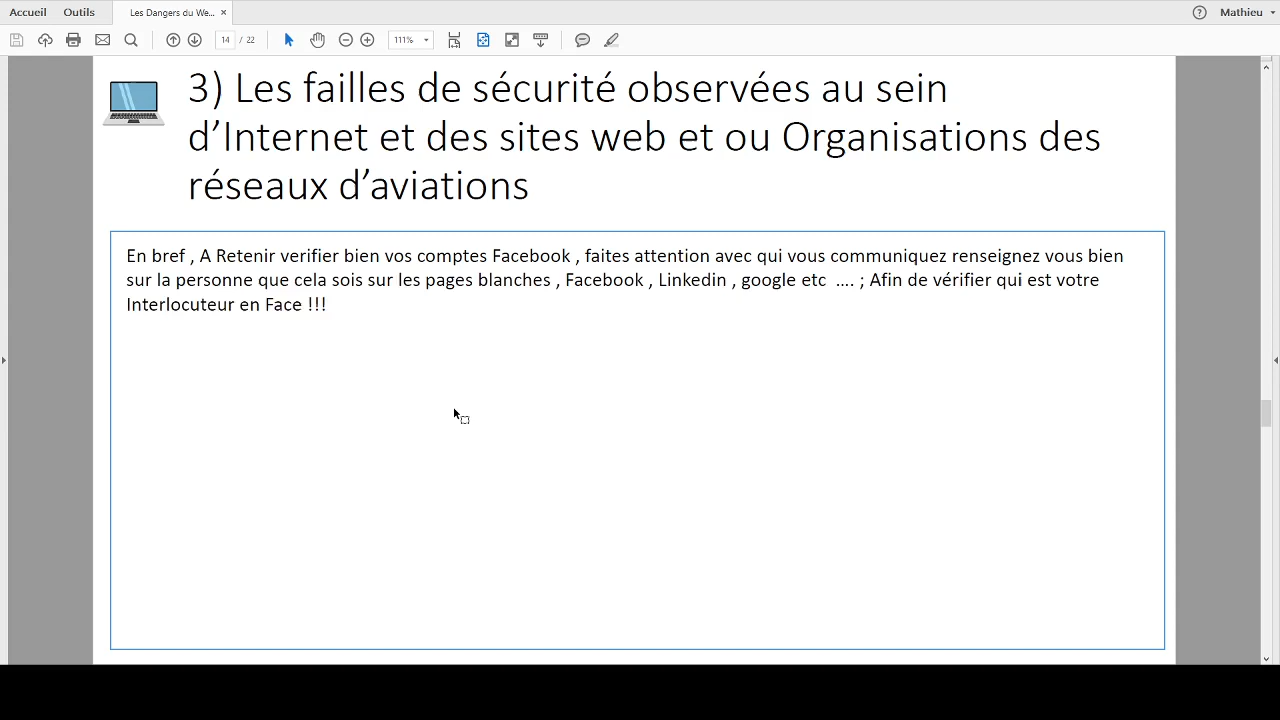 Accueil Outils Les Dangers du We... × ? Mathieu
14 / 22 111%
3) Les failles de sécurité observées au sein
d’Internet et des sites web et ou Organisations des
réseaux d’aviations
En bref , A Retenir verifier bien vos comptes Facebook , faites attention avec qui vous communiquez renseignez vous bien
sur la personne que cela sois sur les pages blanches , Facebook , Linkedin , google etc .... ; Afin de vérifier qui est votre
Interlocuteur en Face !!!